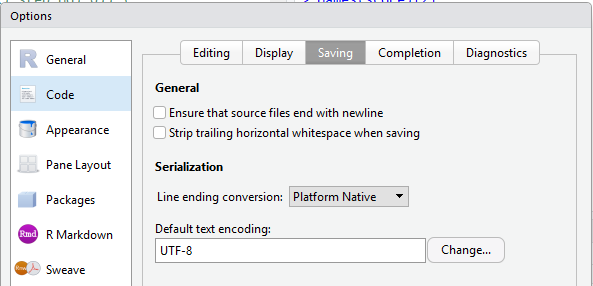 Options
General
Code
Appearance
Pane Layout
Packages
R Markdown
Sweave
Editing Display Saving Completion Diagnostics
General
Ensure that source files end with newline
Strip trailing horizontal whitespace when saving
Serialization
Line ending conversion: Platform Native
Default text encoding:
UTF-8 Change...